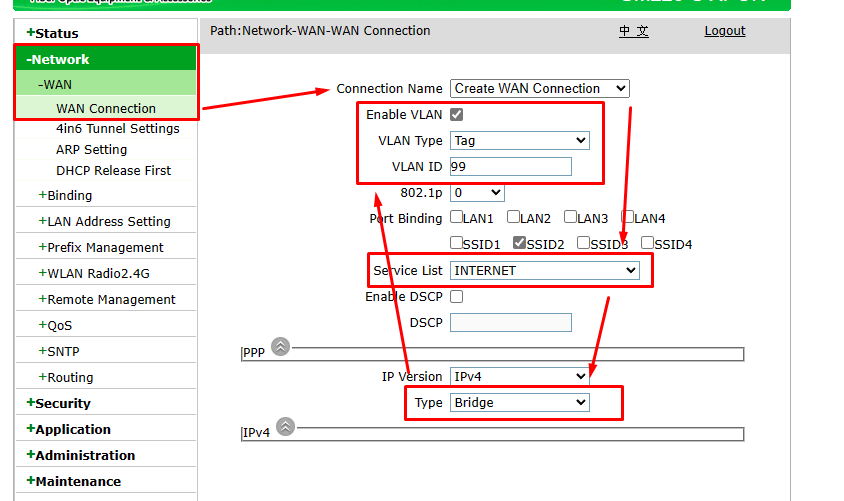 +Status
Path:Network-WAN-WAN Connection 中 文 Logout
-Network
-WAN
WAN Connection
4in6 Tunnel Settings
ARP Setting
DHCP Release First
+Binding
+LAN Address Setting
+Prefix Management
+WLAN Radio2.4G
+Remote Management
+QoS
+SNTP
+Routing
+Security
+Application
+Administration
+Maintenance
Connection Name Create WAN Connection
Enable VLAN
VLAN Type Tag
VLAN ID 99
802.1p 0
Port Binding LAN1 LAN2 LAN3 LAN4
SSID1 SSID2 SSID3 SSID4
Service List INTERNET
Enable DSCP
DSCP
PPP
IP Version IPv4
Type Bridge
IPv4